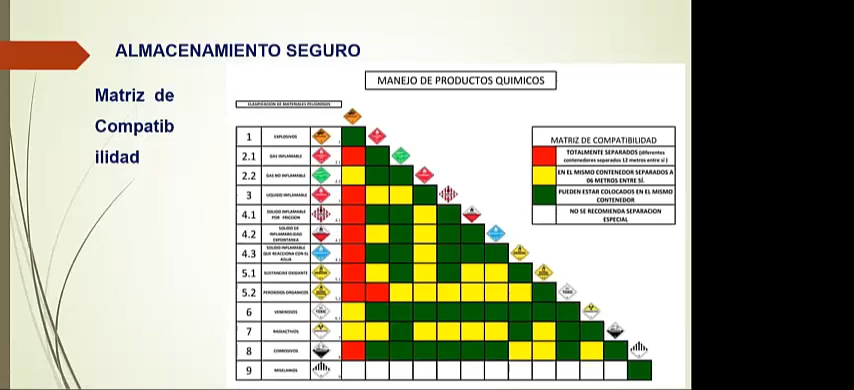 ALMACENAMIENTO SEGURO
Matriz de
Compatib
ilidad
MANEJO DE PRODUCTOS QUIMICOS
CLASIFICACION DE MATERIALES PELIGROSOS
1 EXPLOSIVOS
2.1 GAS INFLAMABLE
2.2 GAS NO INFLAMABLE
3 LIQUIDO INFLAMABLE
4.1 SOLIDO INFLAMABLE
POR FRICCION
4.2 SOLIDO DE
INFLAMABILIDAD
ESPONTANEA
4.3 SOLIDO INFLAMABLE
QUE REACCIONA CON EL
AGUA
5.1 SUSTANCIAS OXIDANTE
5.2 PEROXIDOS ORGANICOS
6 VENENOSOS
7 RADIACTIVOS
8 CORROSIVOS
9 MISELANIOS
MATRIZ DE COMPATIBILIDAD
TOTALMENTE SEPARADOS (diferentes
contenedores separados 12 metros entre si )
EN EL MISMO CONTENEDOR SEPARADOS A
06 METROS ENTRE SÍ.
PUEDEN ESTAR COLOCADOS EN EL MISMO
CONTENEDOR
NO SE RECOMIENDA SEPARACION
ESPECIAL